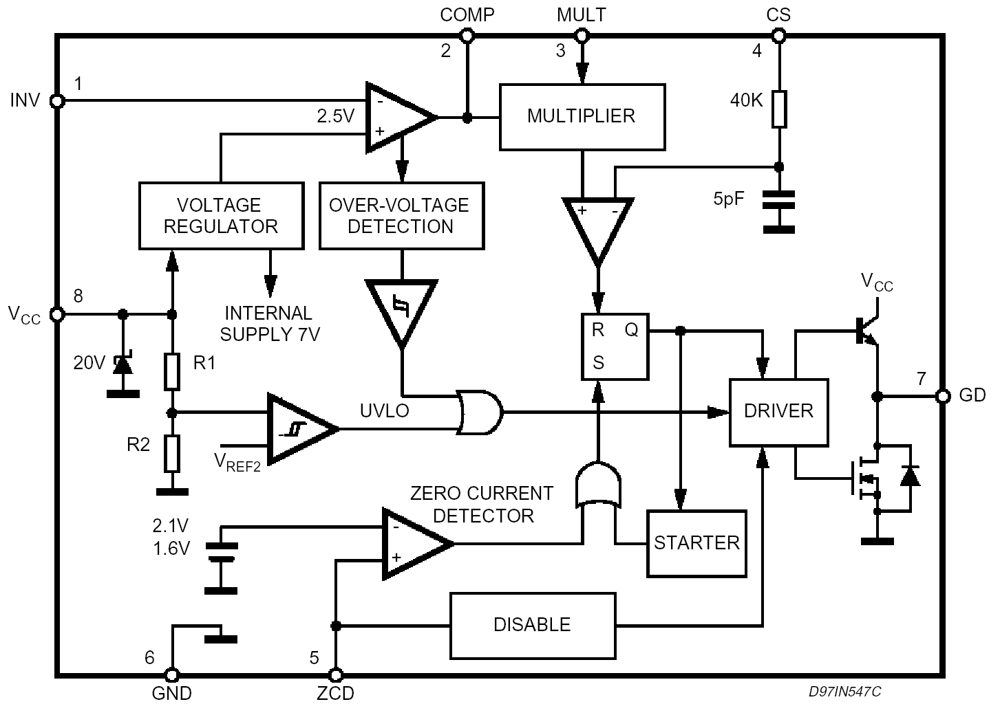 COMP MULT CS
2 3 4
1
INV
- 
2.5V
+
MULTIPLIER
40K
VOLTAGE
REGULATOR
OVER-VOLTAGE
DETECTION
5pF
+ -
8
VCC
INTERNAL
SUPPLY 7V
VCC
R Q
S
20V
R1
UVLO
DRIVER
7
GD
R2
-
VREF2
ZERO CURRENT
DETECTOR
2.1V
1.6V
-
+
STARTER
DISABLE
6
5
GND
ZCD
D97IN547C